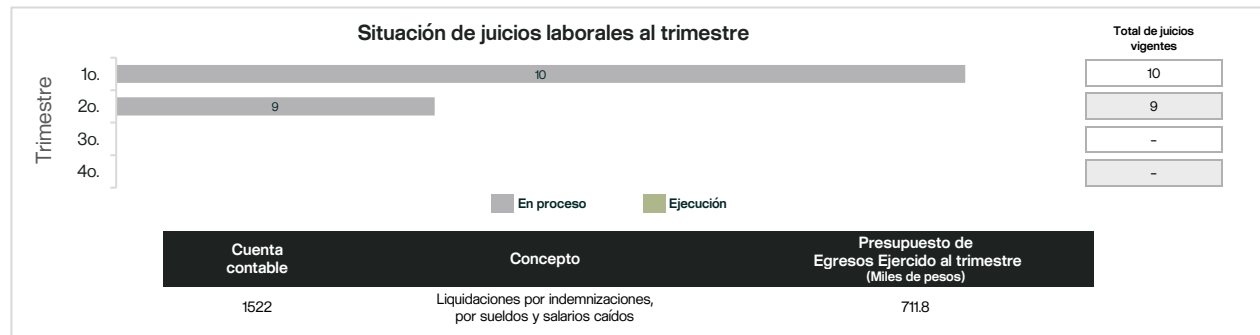 Situación de juicios laborales al trimestre
Total de juicios
vigentes
Trimestre
1o.
10
10
2o.
9
9
3o.
-
4o.
-
En proceso
Ejecución
Cuenta
contable
Concepto
Presupuesto de
Egresos Ejercido al trimestre
(Miles de pesos)
1522
Liquidaciones por indemnizaciones,
por sueldos y salarios caídos
711.8